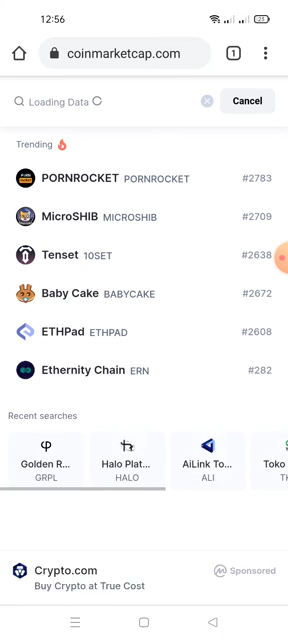 12:56
25
coinmarketcap.com
1
Loading Data
Cancel
Trending
PORNROCKET PORNROCKET #2783
MicroSHIB MICROSHIB #2709
Tenset 10SET #2638
Baby Cake BABYCAKE #2672
ETHPad ETHPAD #2608
Ethernity Chain ERN #282
Recent searches
Golden R... Halo Plat... AiLink To... Toko
GRPL HALO ALI
Crypto.com Sponsored
Buy Crypto at True Cost